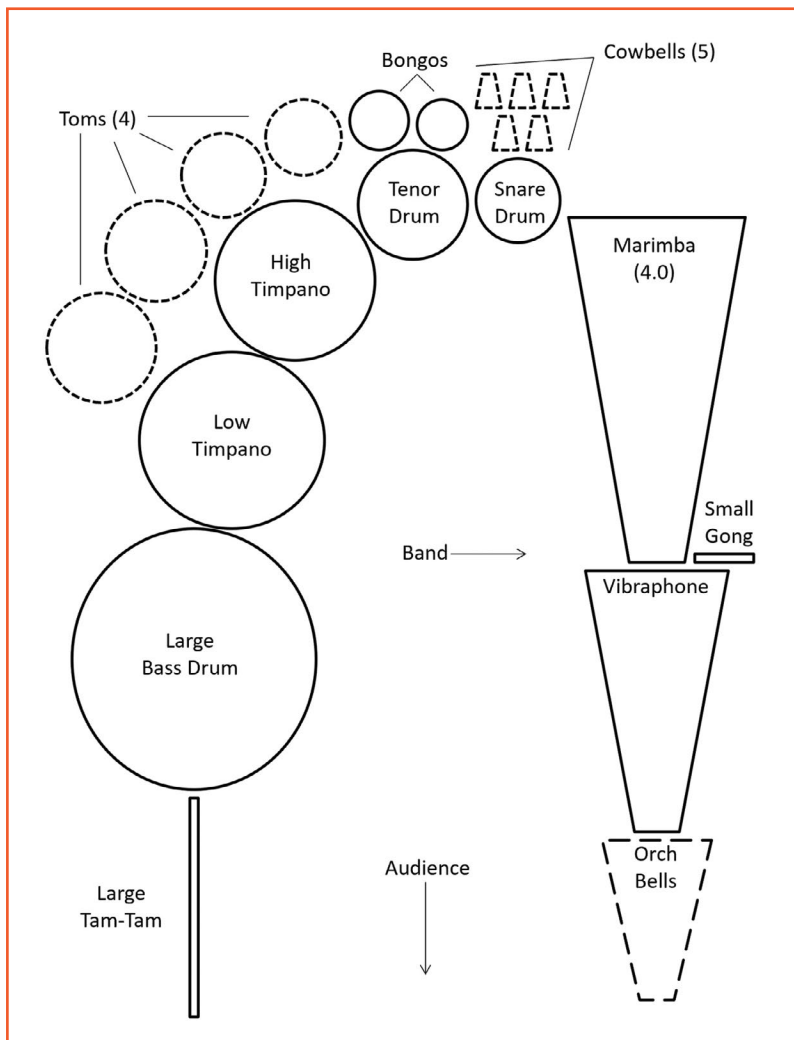 Cowbells (5)
Bongos
Toms (4)
Tenor
Drum
Snare
Drum
Marimba
(4.0)
High
Timpano
Low
Timpano
Small
Gong
Band
Vibraphone
Large
Bass Drum
Orch
Bells
Audience
Large
Tam-Tam